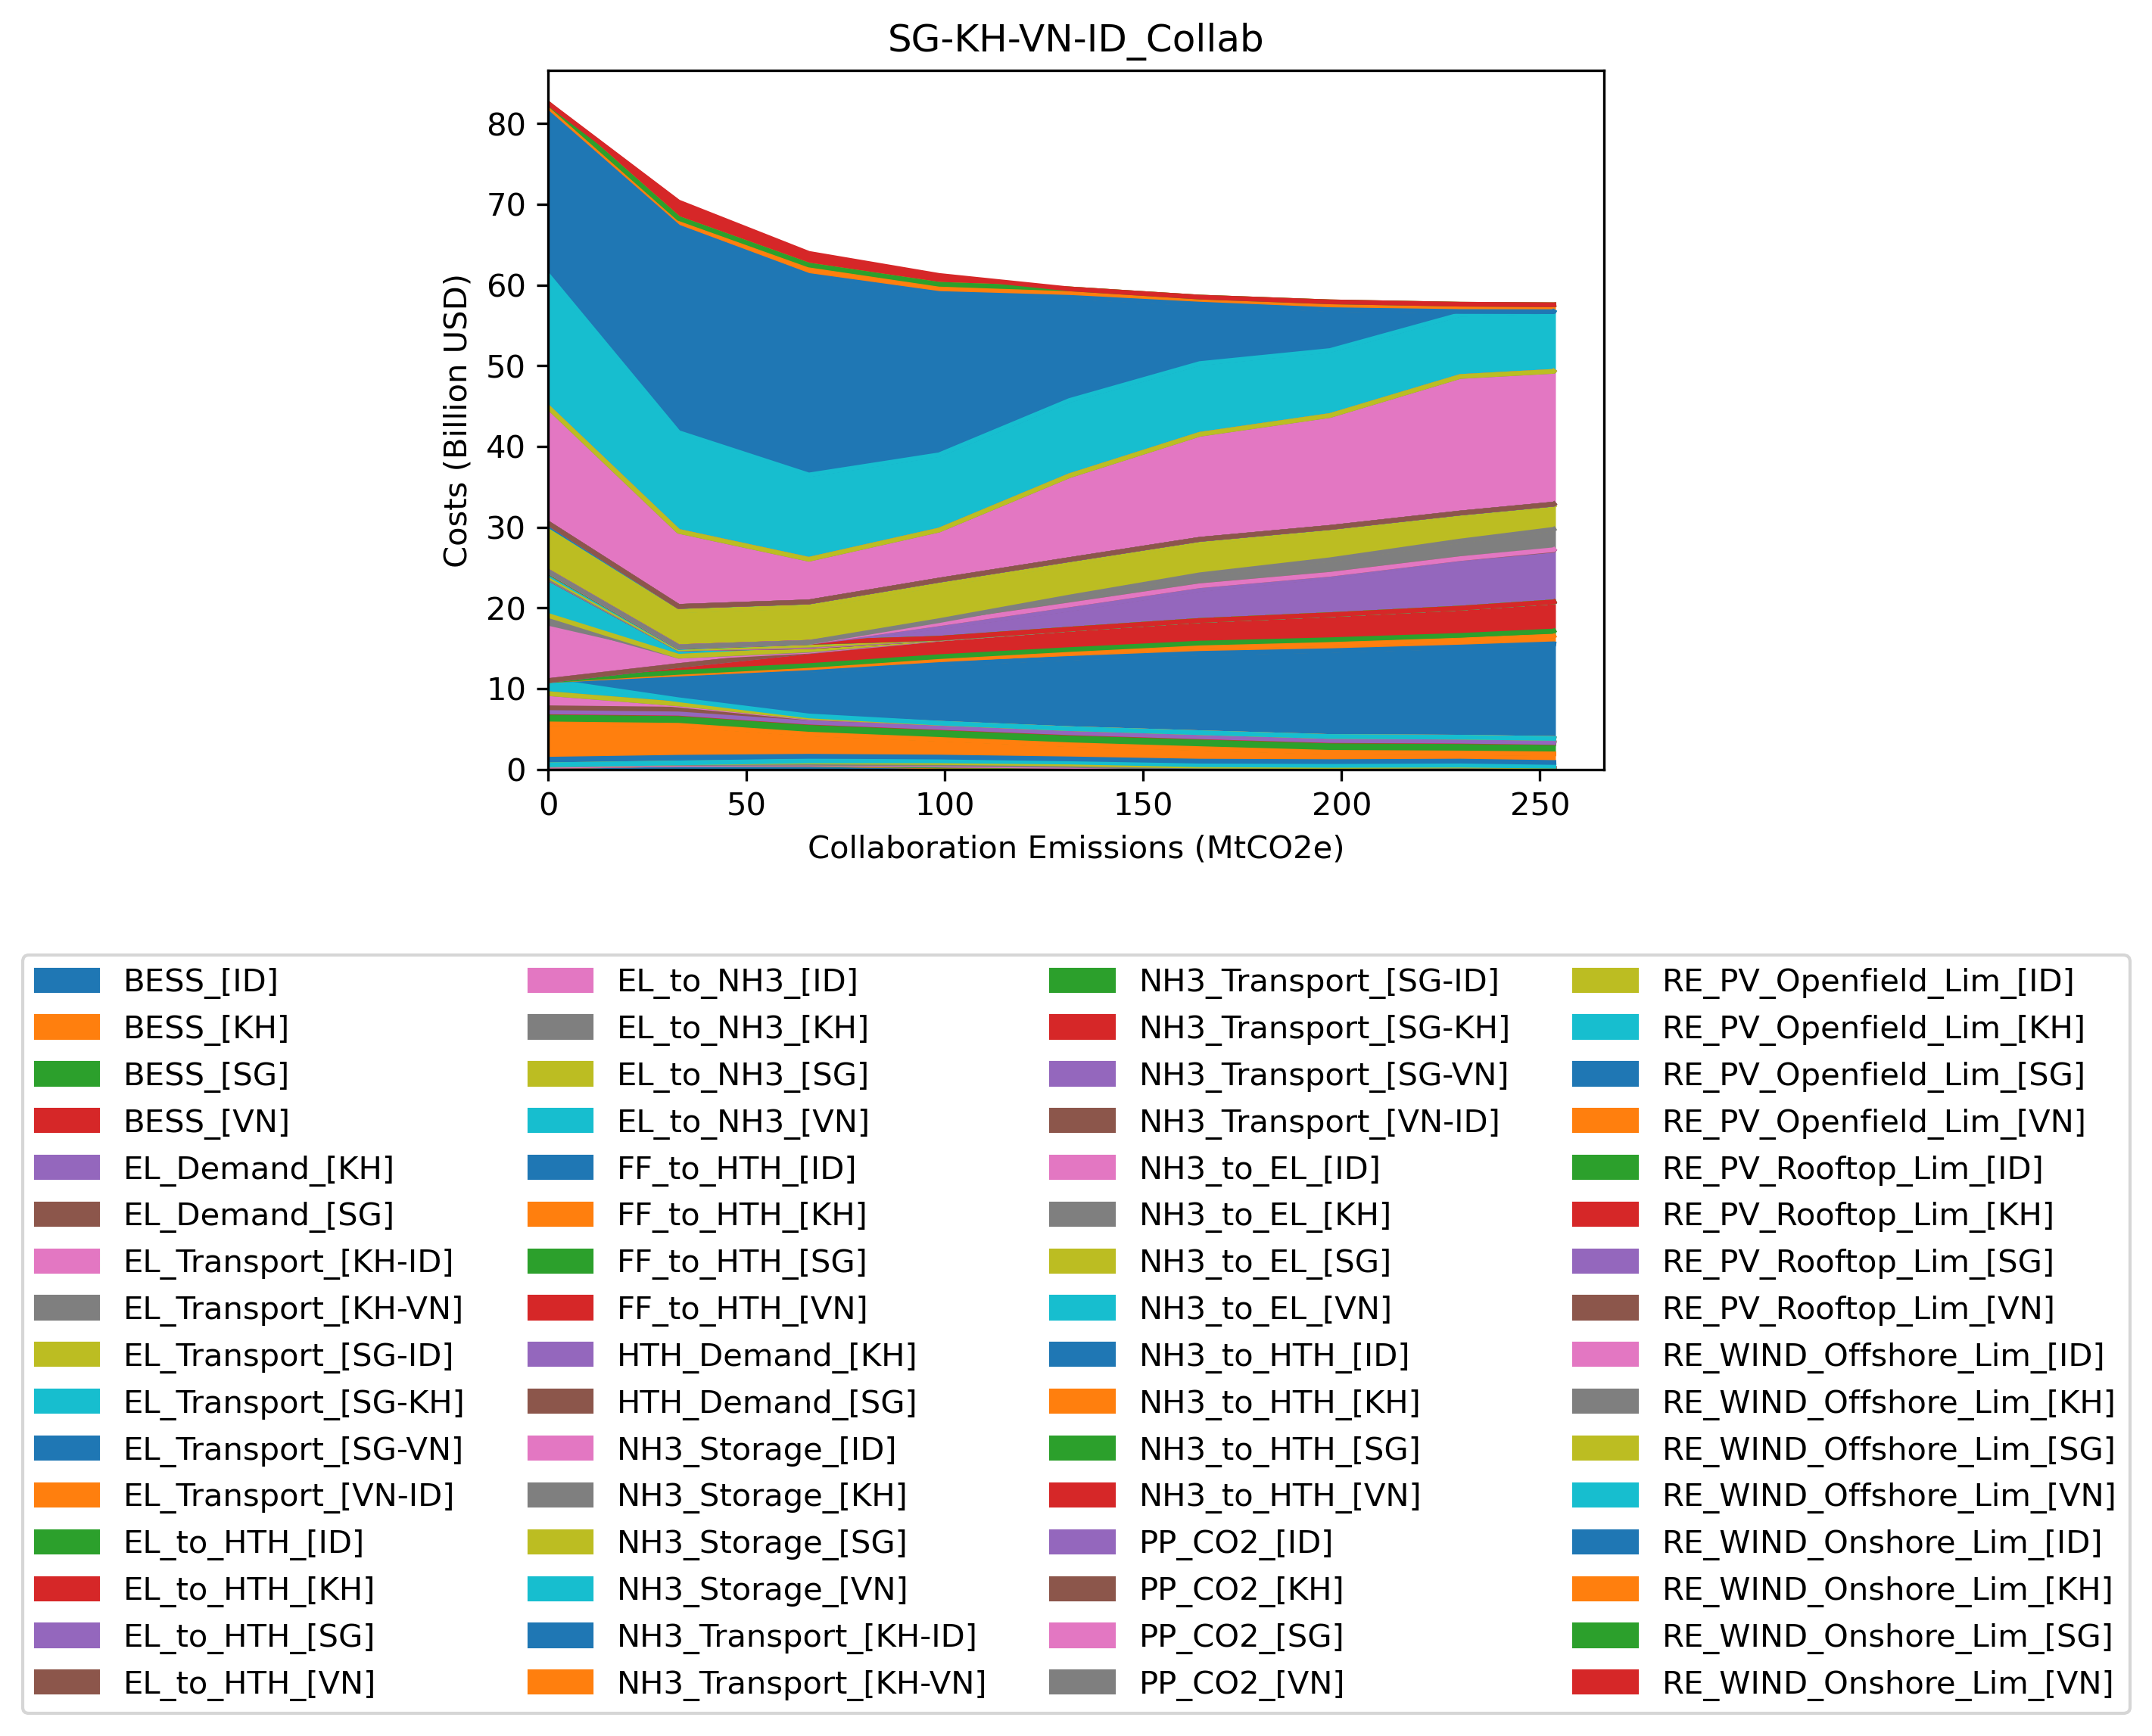 SG-KH-VN-ID_Collab
80
70
60
50
40
30
20
10
0
Costs (Billion USD)
0 50 100 150 200 250
Collaboration Emissions (MtCO2e)
BESS_[ID]
BESS_[KH]
BESS_[SG]
BESS_[VN]
EL_Demand_[KH]
EL_Demand_[SG]
EL_Transport_[KH-ID]
EL_Transport_[KH-VN]
EL_Transport_[SG-ID]
EL_Transport_[SG-KH]
EL_Transport_[SG-VN]
EL_Transport_[VN-ID]
EL_to_HTH_[ID]
EL_to_HTH_[KH]
EL_to_HTH_[SG]
EL_to_HTH_[VN]
EL_to_NH3_[ID]
EL_to_NH3_[KH]
EL_to_NH3_[SG]
EL_to_NH3_[VN]
FF_to_HTH_[ID]
FF_to_HTH_[KH]
FF_to_HTH_[SG]
FF_to_HTH_[VN]
HTH_Demand_[KH]
HTH_Demand_[SG]
NH3_Storage_[ID]
NH3_Storage_[KH]
NH3_Storage_[SG]
NH3_Storage_[VN]
NH3_Transport_[KH-ID]
NH3_Transport_[KH-VN]
NH3_Transport_[SG-ID]
NH3_Transport_[SG-KH]
NH3_Transport_[SG-VN]
NH3_Transport_[VN-ID]
NH3_to_EL_[ID]
NH3_to_EL_[KH]
NH3_to_EL_[SG]
NH3_to_EL_[VN]
NH3_to_HTH_[ID]
NH3_to_HTH_[KH]
NH3_to_HTH_[SG]
NH3_to_HTH_[VN]
PP_CO2_[ID]
PP_CO2_[KH]
PP_CO2_[SG]
PP_CO2_[VN]
RE_PV_Openfield_Lim_[ID]
RE_PV_Openfield_Lim_[KH]
RE_PV_Openfield_Lim_[SG]
RE_PV_Openfield_Lim_[VN]
RE_PV_Rooftop_Lim_[ID]
RE_PV_Rooftop_Lim_[KH]
RE_PV_Rooftop_Lim_[SG]
RE_PV_Rooftop_Lim_[VN]
RE_WIND_Offshore_Lim_[ID]
RE_WIND_Offshore_Lim_[KH]
RE_WIND_Offshore_Lim_[SG]
RE_WIND_Offshore_Lim_[VN]
RE_WIND_Onshore_Lim_[ID]
RE_WIND_Onshore_Lim_[KH]
RE_WIND_Onshore_Lim_[SG]
RE_WIND_Onshore_Lim_[VN]